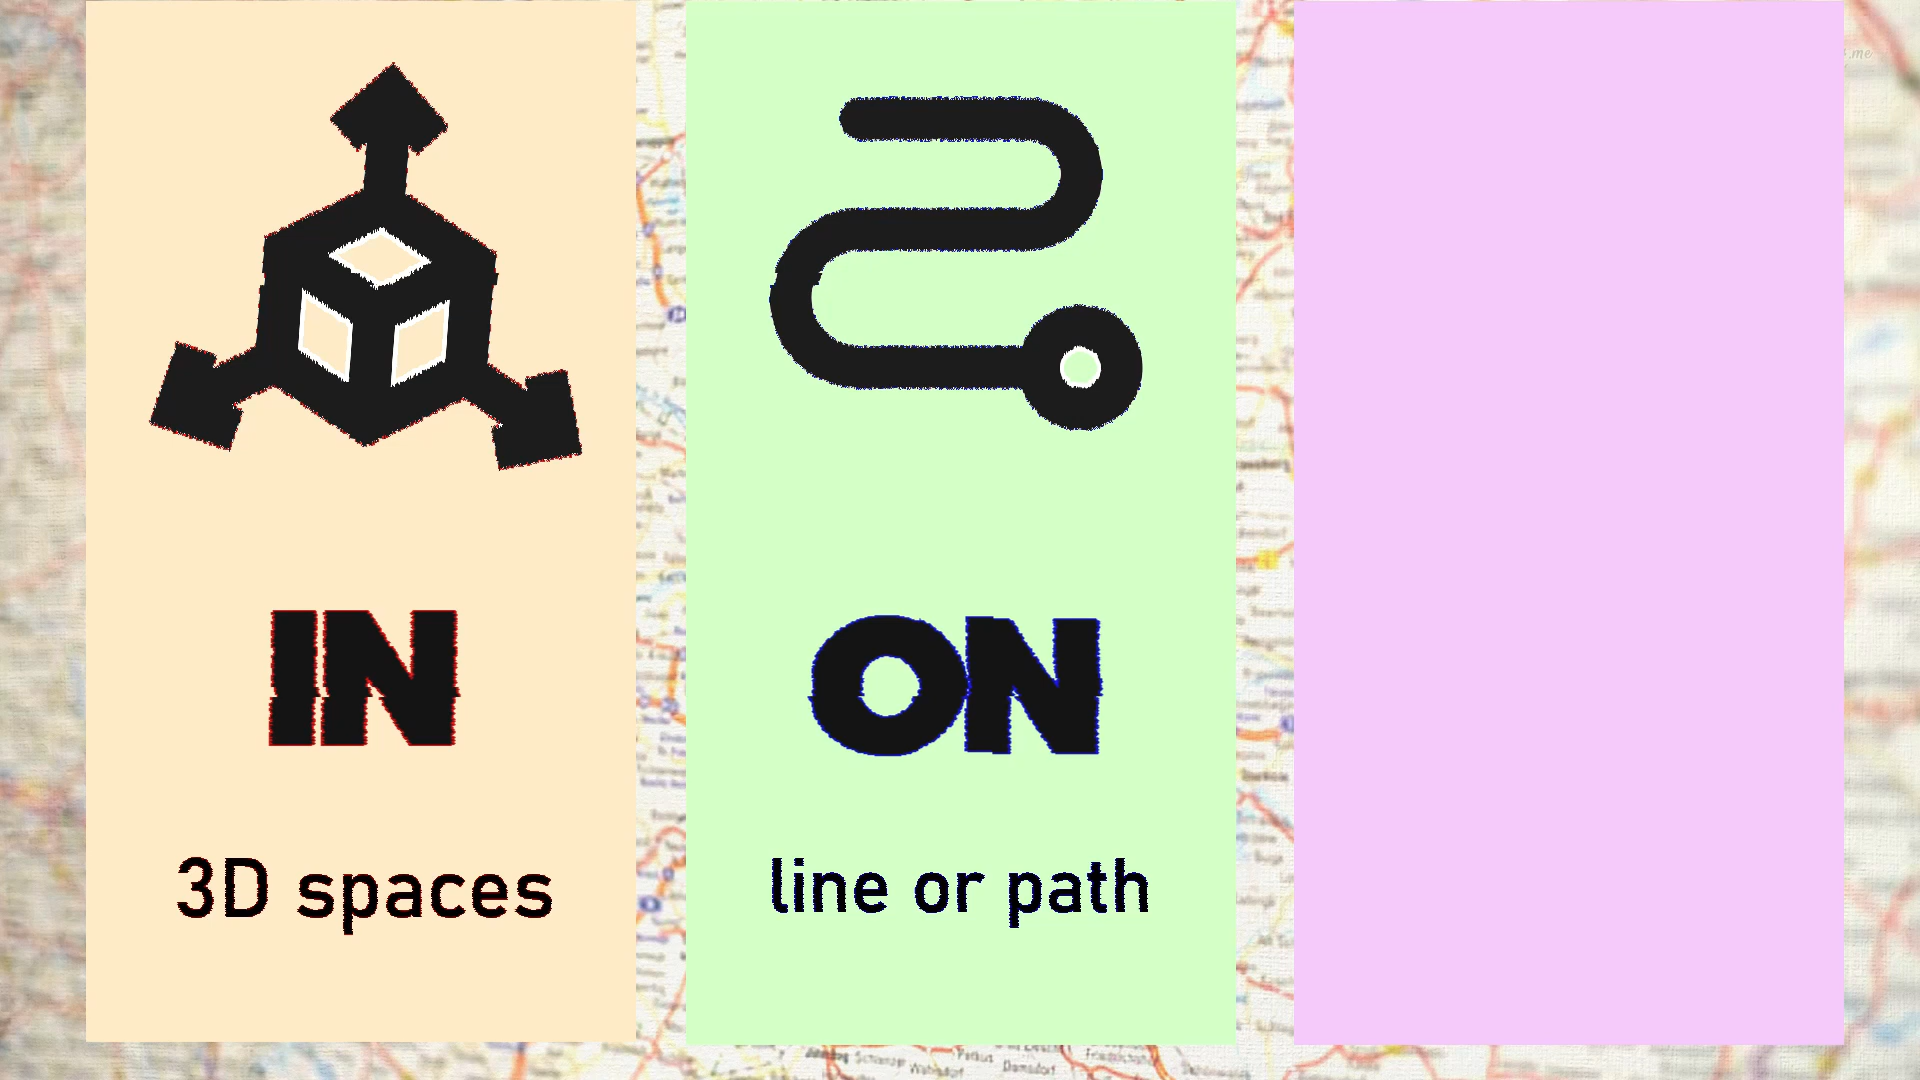 IN
3D spaces
ON
line or path